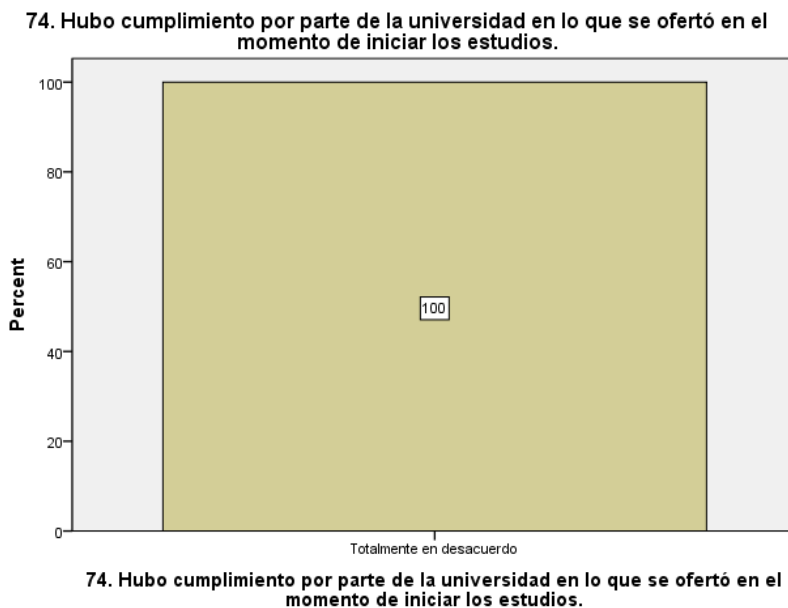 74. Hubo cumplimiento por parte de la universidad en lo que se ofertó en el
momento de iniciar los estudios.
100
80
60
40
20
0
Percent
100
Totalmente en desacuerdo
74. Hubo cumplimiento por parte de la universidad en lo que se ofertó en el
momento de iniciar los estudios.